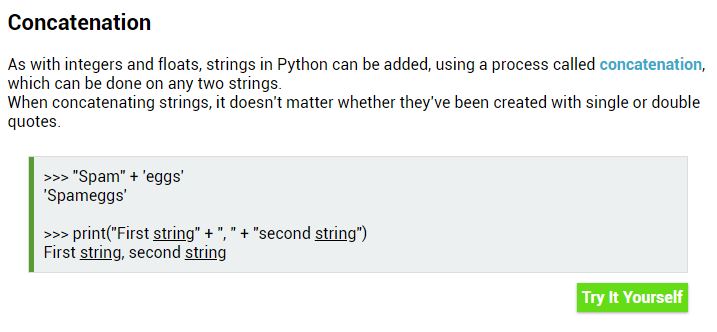 Concatenation
As with integers and floats, strings in Python can be added, using a process called concatenation,
which can be done on any two strings.
When concatenating strings, it doesn't matter whether they've been created with single or double
quotes.
>>> "Spam" + 'eggs'
'Spameggs'
>>> print("First string" + ", " + "second string")
First string, second string
Try It Yourself